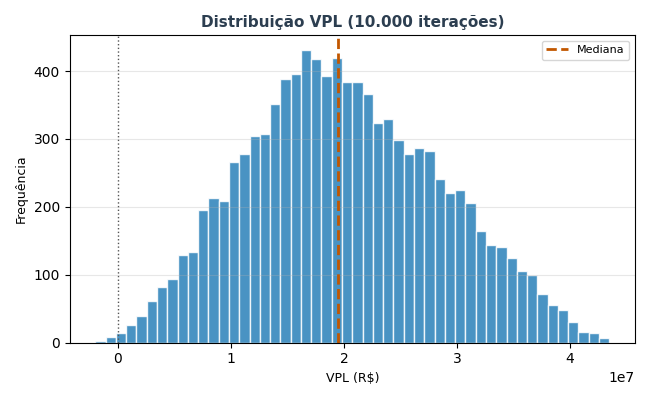 Distribuição VPL (10.000 iterações)
Mediana
Frequência
400
300
200
100
0
0 1 2 3 4
1e7
VPL (R$)